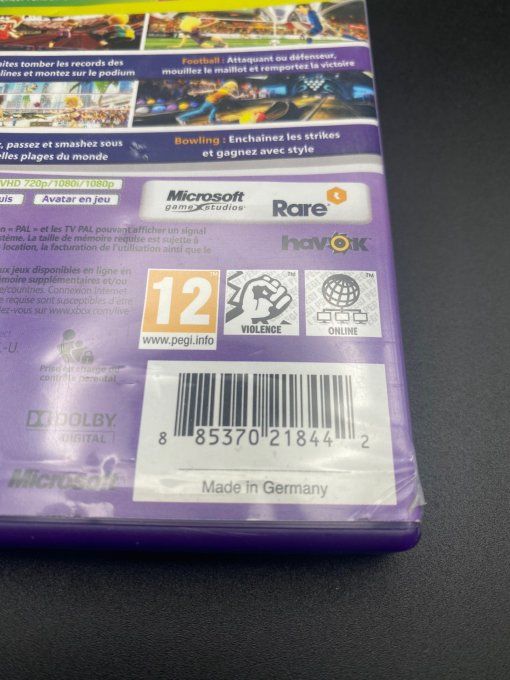 ites tomber les records des
lines et montez sur le podium
Football : Attaquant ou défenseur,
mouillez le maillot et remportez la victoire
, passez et smashez sous
elles plages du monde
Bowling : Enchaînez les strikes
et gagnez avec style
VHD 720p/1080i/1080p
uis
Avatar en jeu
Microsoft
game studios
Rare
n « PAL » et les TV PAL pouvant afficher un signal
stème. La taille de mémoire requise est sujette à
location, la facturation de l'utilisation ainsi que le
havok
ux jeux disponibles en ligne en
émoire supplémentaires et/ou
e/countries. Connexion Internet
e requise sont susceptibles d'être
dez-vous sur www.xbox.com/live
12
www.pegi.info
VIOLENCE
ONLINE
ect
.-U.
Prise en charge du
contrôle parental
DOLBY
DIGITAL
Microsoft
8 85370 21844 2
Made in Germany